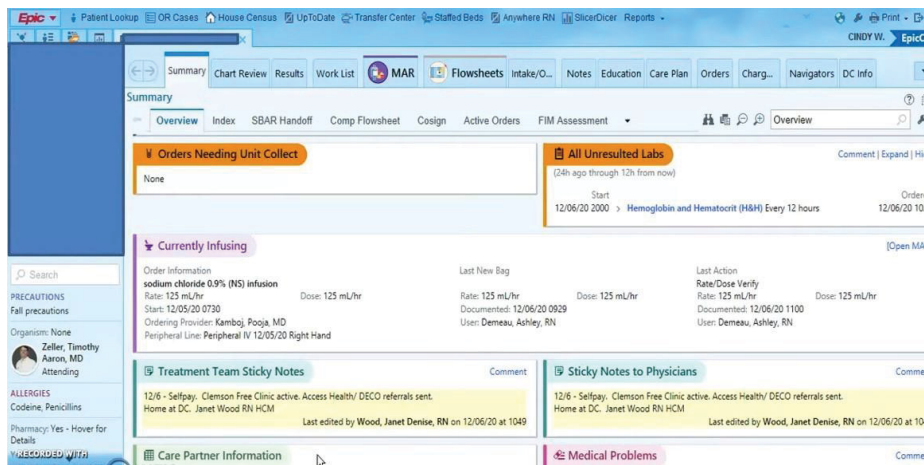 Epic Patient Lookup OR Cases House Census UpToDate Transfer Center Staffed Beds Anywhere RN SlicerDicer Reports Print
CINDY W. EpicC
Summary Chart Review Results Work List MAR Flowsheets Intake/O... Notes Education Care Plan Orders Charg... Navigators DC Info
Summary
Overview Index SBAR Handoff Comp Flowsheet Cosign Active Orders FIM Assessment Overview
Orders Needing Unit Collect
None
All Unresulted Labs Comment | Expand | Hi
(24h ago through 12h from now)
Start Order
12/06/20 2000 > Hemoglobin and Hematocrit (H&H) Every 12 hours 12/06/20 10
Currently Infusing [Open MA
Order Information Last New Bag Last Action
sodium chloride 0.9% (NS) infusion Rate/Dose Verify
Rate: 125 mL/hr Dose: 125 mL/hr Rate: 125 mL/hr Dose: 125 mL/hr Rate: 125 mL/hr Dose: 125 mL/hr
Start: 12/05/20 0730 Documented: 12/06/20 0929 Documented: 12/06/20 1100
Ordering Provider: Kamboj, Pooja, MD User: Demeau, Ashley, RN User: Demeau, Ashley, RN
Peripheral Line: Peripheral IV 12/05/20 Right Hand
Search
PRECAUTIONS
Fall precautions
Organism: None
Zeller, Timothy
Aaron, MD
Attending
ALLERGIES
Codeine, Penicillins
Pharmacy: Yes - Hover for
Details
RECORDED WITH
Treatment Team Sticky Notes Comment
12/6 - Selfpay. Clemson Free Clinic active. Access Health/ DECO referrals sent.
Home at DC. Janet Wood RN HCM
Last edited by Wood, Janet Denise, RN on 12/06/20 at 1049
Sticky Notes to Physicians Comme
12/6 - Selfpay. Clemson Free Clinic active. Access Health/ DECO referrals sent.
Home at DC. Janet Wood RN HCM
Last edited by Wood, Janet Denise, RN on 12/06/20 at 10
Care Partner Information
Medical Problems Comme